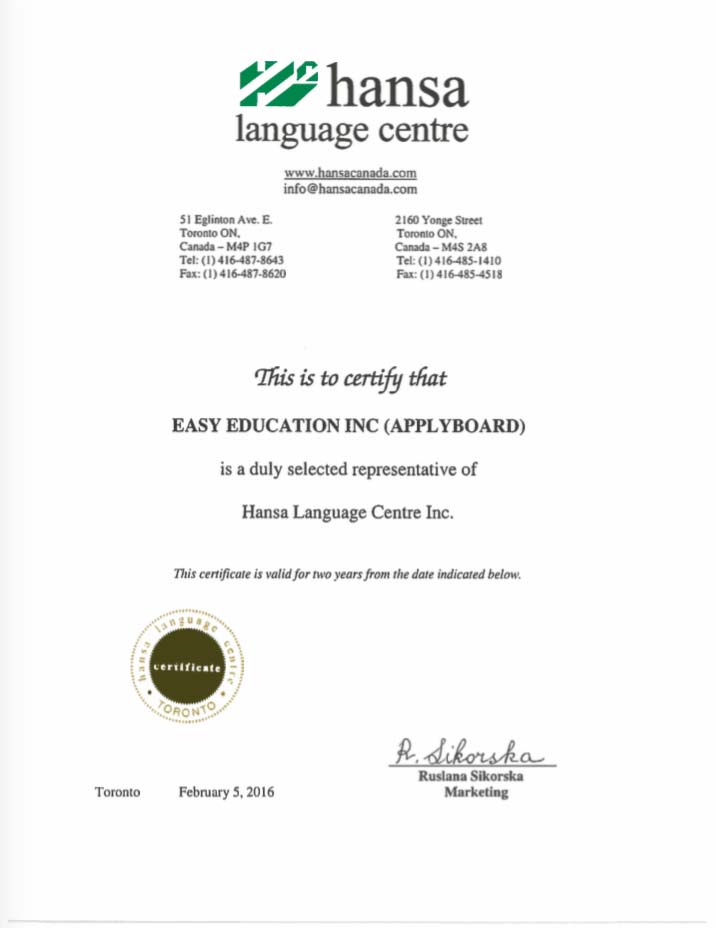 hansa
language centre
www.hansacanada.com
info@hansacanada.com
51 Eglinton Ave. E.
Toronto ON,
Canada – M4P 1G7
Tel: (1) 416-487-8643
Fax: (1) 416-487-8620
2160 Yonge Street
Toronto ON,
Canada – M4S 2A8
Tel: (1) 416-485-1410
Fax: (1) 416-485-4518
This is to certify that
EASY EDUCATION INC (APPLYBOARD)
is a duly selected representative of
Hansa Language Centre Inc.
This certificate is valid for two years from the date indicated below.
hansa language centre
certificate
• TORONTO •
R. Sikorska
Ruslana Sikorska
Marketing
Toronto February 5, 2016